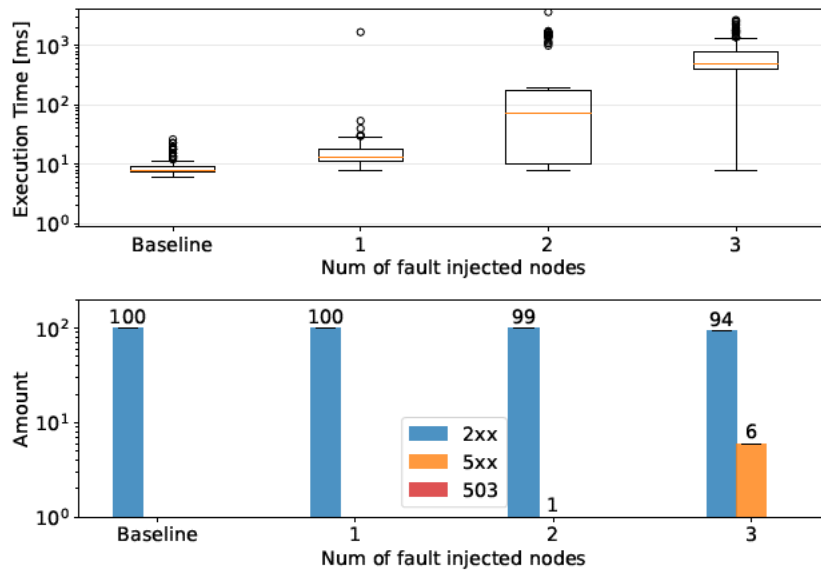 10³
10²
10¹
10⁰
Execution Time [ms]
Baseline 1 2 3
Num of fault injected nodes
10²
10¹
10⁰
Amount
100 100 99 94
6
1
2xx
5xx
503
Baseline 1 2 3
Num of fault injected nodes